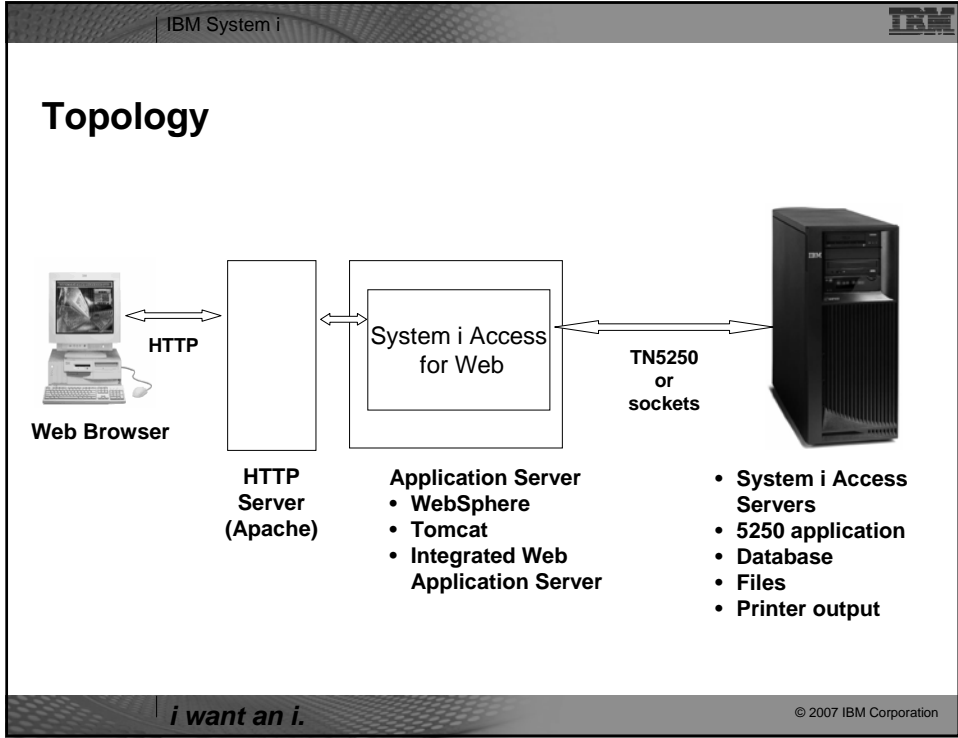 IBM System i
IBM
Topology
HTTP
Web Browser
HTTP
Server
(Apache)
System i Access
for Web
Application Server
• WebSphere
• Tomcat
• Integrated Web
Application Server
TN5250
or
sockets
IBM
• System i Access
Servers
• 5250 application
• Database
• Files
• Printer output
i want an i.
© 2007 IBM Corporation